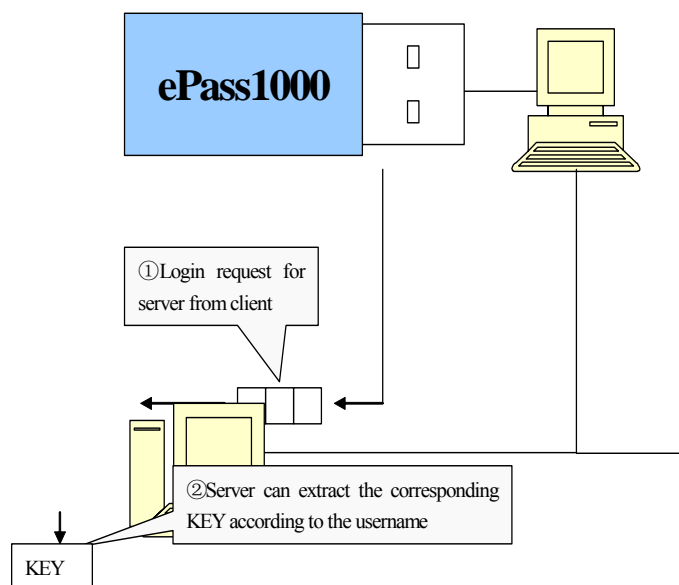 ePass1000
①Login request for
server from client
②Server can extract the corresponding
KEY according to the username
KEY